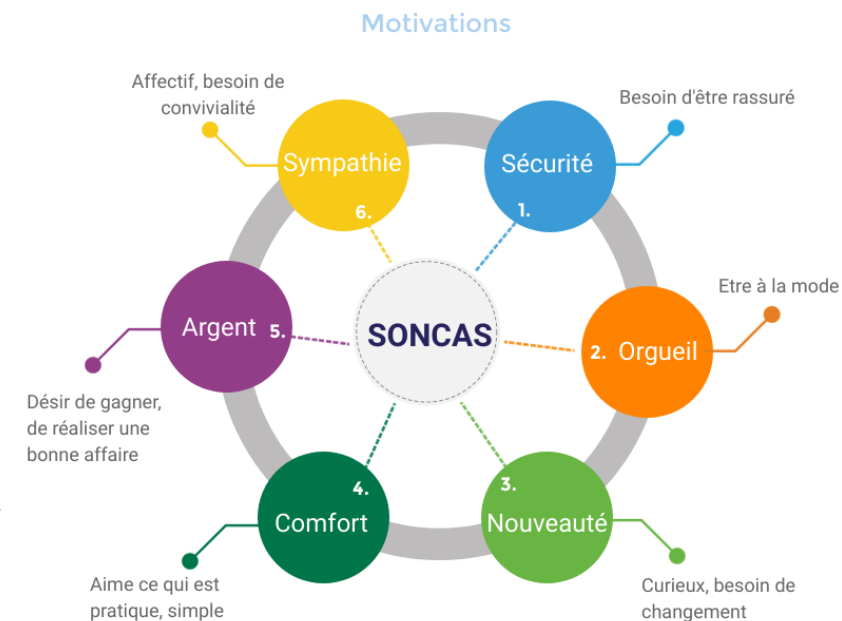 Motivations
Affectif, besoin de
convivialité
Besoin d'être rassuré
Sympathie
6.
Sécurité
1.
Etre à la mode
Argent 5.
SONCAS
2. Orgueil
Désir de gagner,
de réaliser une
bonne affaire
4.
Comfort
3.
Nouveauté
Aime ce qui est
pratique, simple
Curieux, besoin de
changement